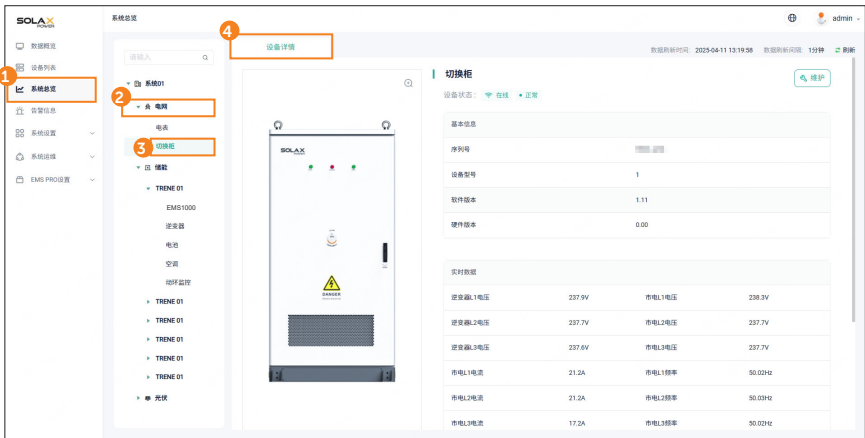 SOLAX
POWER
系统总览
admin
数据概览
设备列表
1
系统总览
告警信息
系统设置
系统运维
EMS PRO设置
请输入
系统01
2
电网
电表
3
切换柜
储能
TRENE 01
EMS1000
逆变器
电池
空调
动环监控
TRENE 01
TRENE 01
TRENE 01
TRENE 01
TRENE 01
光伏
4
设备详情
数据刷新时间: 2025-04-11 13:19:58 数据刷新间隔: 1分钟 刷新
SOLAX
POWER
DANGER
切换柜
维护
设备状态: 在线 正常
基本信息
序列号
设备型号 1
软件版本 1.11
硬件版本 0.00
实时数据
逆变器L1电压 237.9V 市电L1电压 238.3V
逆变器L2电压 237.7V 市电L2电压 237.7V
逆变器L3电压 237.6V 市电L3电压 237.7V
市电L1电流 21.2A 市电L1频率 50.02Hz
市电L2电流 21.2A 市电L2频率 50.03Hz
市电L3电流 17.2A 市电L3频率 50.02Hz